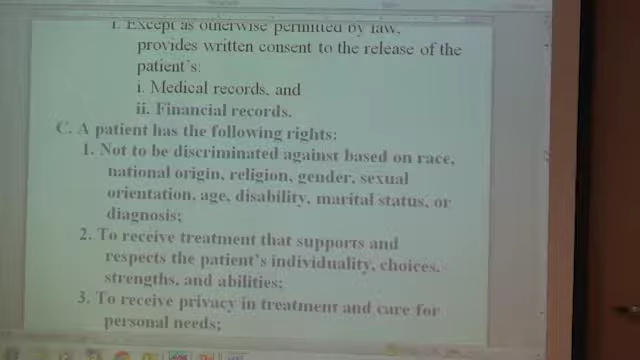 i. Except as otherwise permitted by law,
provides written consent to the release of the
patient's:
i. Medical records, and
ii. Financial records.
C. A patient has the following rights:
1. Not to be discriminated against based on race,
national origin, religion, gender, sexual
orientation, age, disability, marital status, or
diagnosis;
2. To receive treatment that supports and
respects the patient's individuality, choices,
strengths, and abilities;
3. To receive privacy in treatment and care for
personal needs;